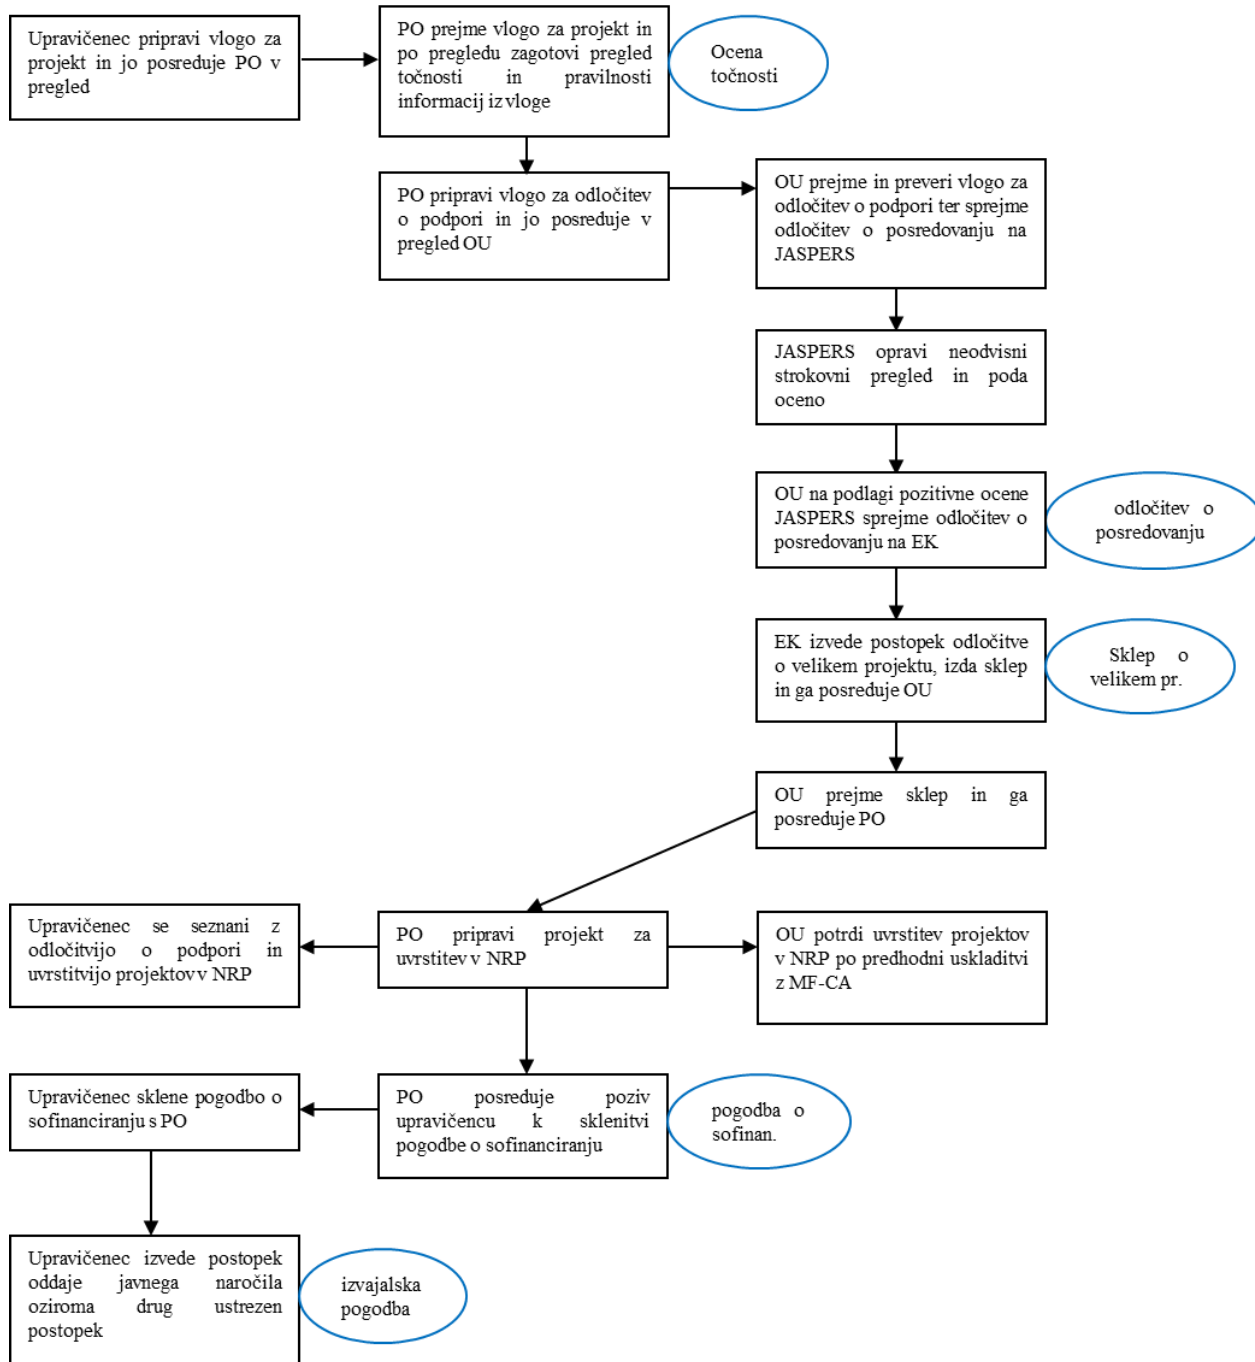 Upravičenec pripravi vlogo za
projekt in jo posreduje PO v
pregled
PO prejme vlogo za projekt in
po pregledu zagotovi pregled
točnosti in pravilnosti
informacij iz vloge
Ocena
točnosti
PO pripravi vlogo za odločitev
o podpori in jo posreduje v
pregled OU
OU prejme in preveri vlogo za
odločitev o podpori ter sprejme
odločitev o posredovanju na
JASPERS
JASPERS opravi neodvisni
strokovni pregled in poda
oceno
OU na podlagi pozitivne ocene
JASPERS sprejme odločitev o
posredovanju na EK
odločitev o
posredovanju
EK izvede postopek odločitve
o velikem projektu, izda sklep
in ga posreduje OU
Sklep o
velikem pr.
OU prejme sklep in ga
posreduje PO
Upravičenec se seznani z
odločitvijo o podpori in
uvrstitvijo projektov v NRP
PO pripravi projekt za
uvrstitev v NRP
OU potrdi uvrstitev projektov
v NRP po predhodni uskladitvi
z MF-CA
Upravičenec sklene pogodbo o
sofinanciranju s PO
PO posreduje poziv
upravičencu k sklenitvi
pogodbe o sofinanciranju
pogodba o
sofinan.
Upravičenec izvede postopek
oddaje javnega naročila
oziroma drug ustrezen
postopek
izvajalska
pogodba